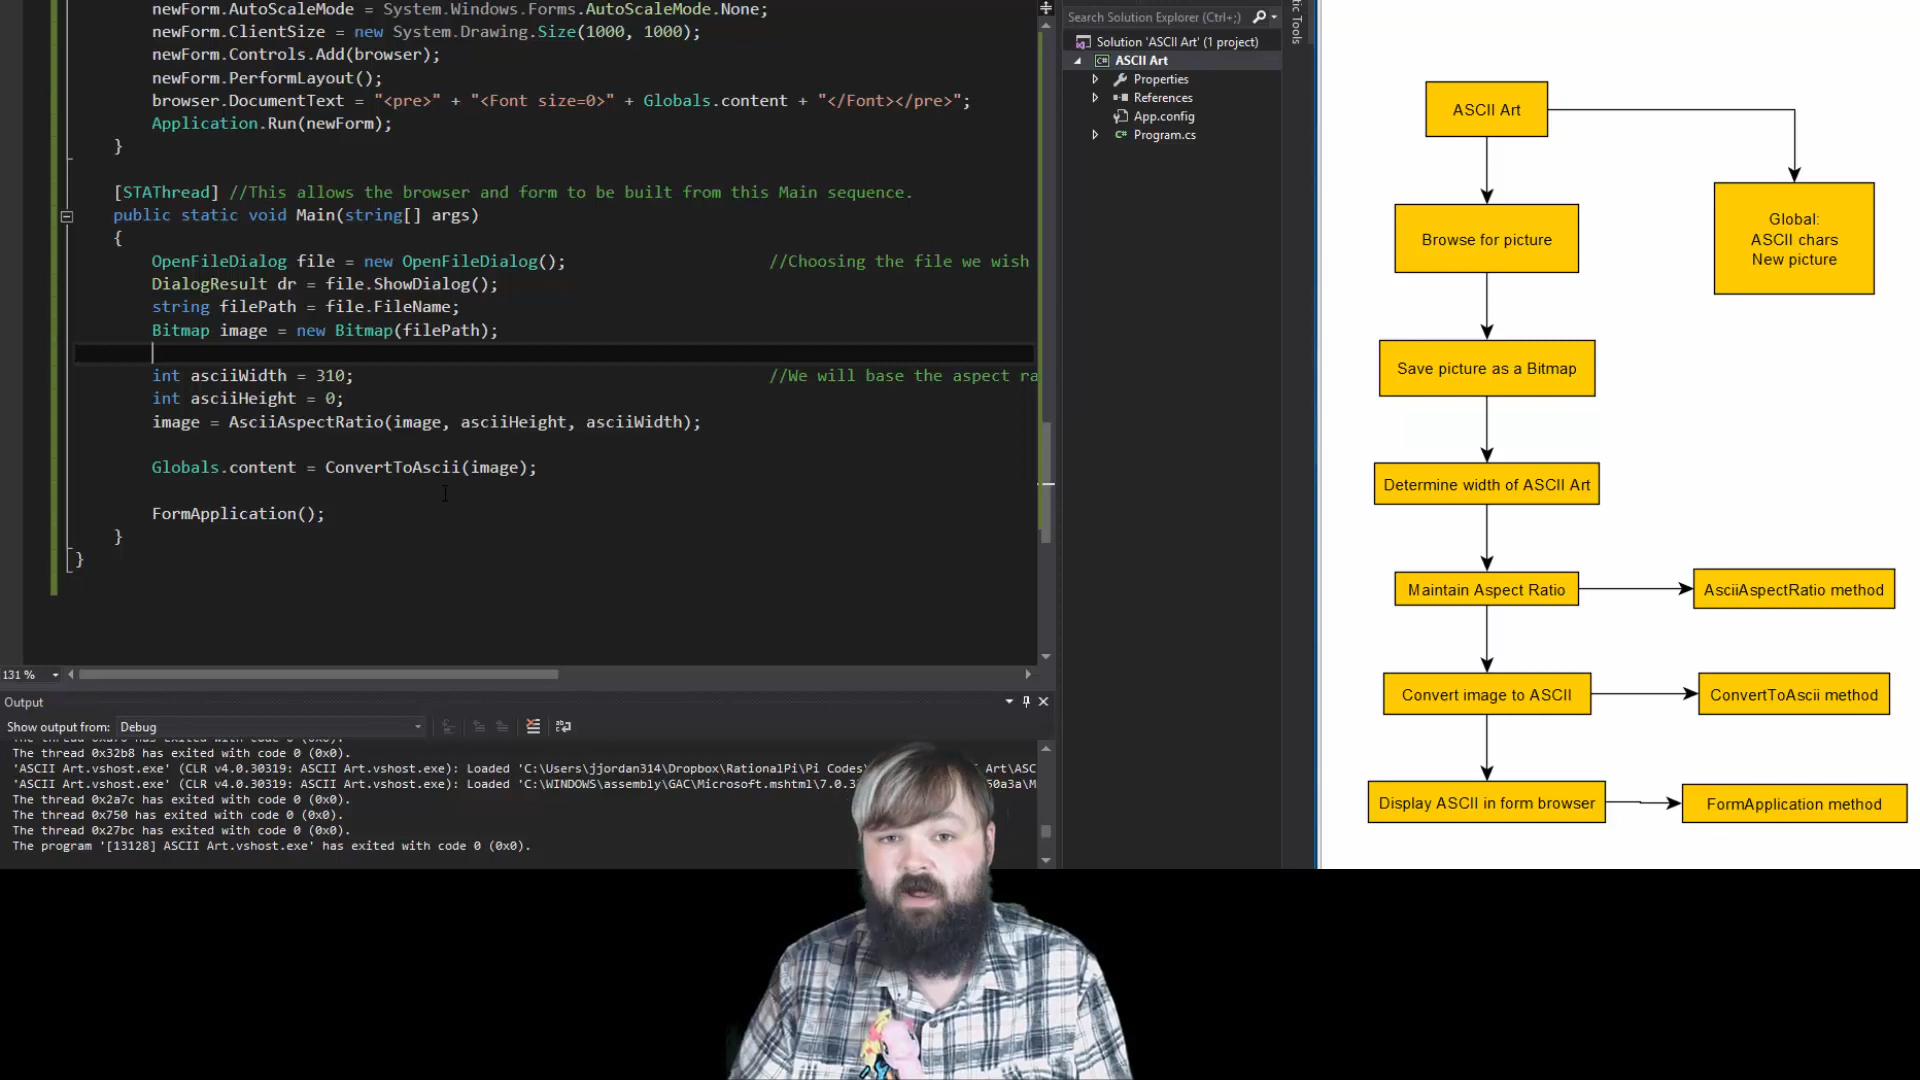 newForm.AutoScaleMode = System.Windows.Forms.AutoScaleMode.None;
newForm.ClientSize = new System.Drawing.Size(1000, 1000);
newForm.Controls.Add(browser);
newForm.PerformLayout();
browser.DocumentText = "<pre>" + "<Font size=0>" + Globals.content + "</Font></pre>";
Application.Run(newForm);
}
[STAThread] //This allows the browser and form to be built from this Main sequence.
public static void Main(string[] args)
{
OpenFileDialog file = new OpenFileDialog(); //Choosing the file we wish
DialogResult dr = file.ShowDialog();
string filePath = file.FileName;
Bitmap image = new Bitmap(filePath);
int asciiWidth = 310; //We will base the aspect ra
int asciiHeight = 0;
image = AsciiAspectRatio(image, asciiHeight, asciiWidth);
Globals.content = ConvertToAscii(image);
FormApplication();
}
}
131 %
Output
Show output from: Debug
The thread 0x32b8 has exited with code 0 (0x0).
'ASCII Art.vshost.exe' (CLR v4.0.30319: ASCII Art.vshost.exe): Loaded 'C:\Users\jjordan314\Dropbox\RationalPi\Pi Codes\ Art\ASC
'ASCII Art.vshost.exe' (CLR v4.0.30319: ASCII Art.vshost.exe): Loaded 'C:\WINDOWS\assembly\GAC\Microsoft.mshtml\7.0.3 50a3a\M
The thread 0x2a7c has exited with code 0 (0x0).
The thread 0x750 has exited with code 0 (0x0).
The thread 0x27bc has exited with code 0 (0x0).
The program '[13128] ASCII Art.vshost.exe' has exited with code 0 (0x0).
Search Solution Explorer (Ctrl+;)
Solution 'ASCII Art' (1 project)
C# ASCII Art
Properties
References
App.config
C# Program.cs
tic Tools
ASCII Art
Global:
ASCII chars
New picture
Browse for picture
Save picture as a Bitmap
Determine width of ASCII Art
Maintain Aspect Ratio
AsciiAspectRatio method
Convert image to ASCII
ConvertToAscii method
Display ASCII in form browser
FormApplication method